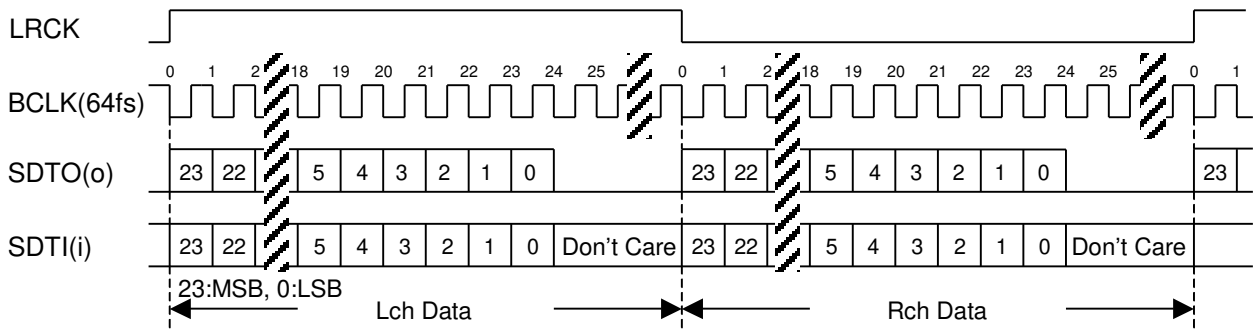 LRCK
0 1 2 18 19 20 21 22 23 24 25 0 1 2 18 19 20 21 22 23 24 25 0 1
BCLK(64fs)
SDTO(o) 23 22 5 4 3 2 1 0 23 22 5 4 3 2 1 0 23
SDTI(i) 23 22 5 4 3 2 1 0 Don't Care 23 22 5 4 3 2 1 0 Don't Care
23:MSB, 0:LSB
Lch Data Rch Data